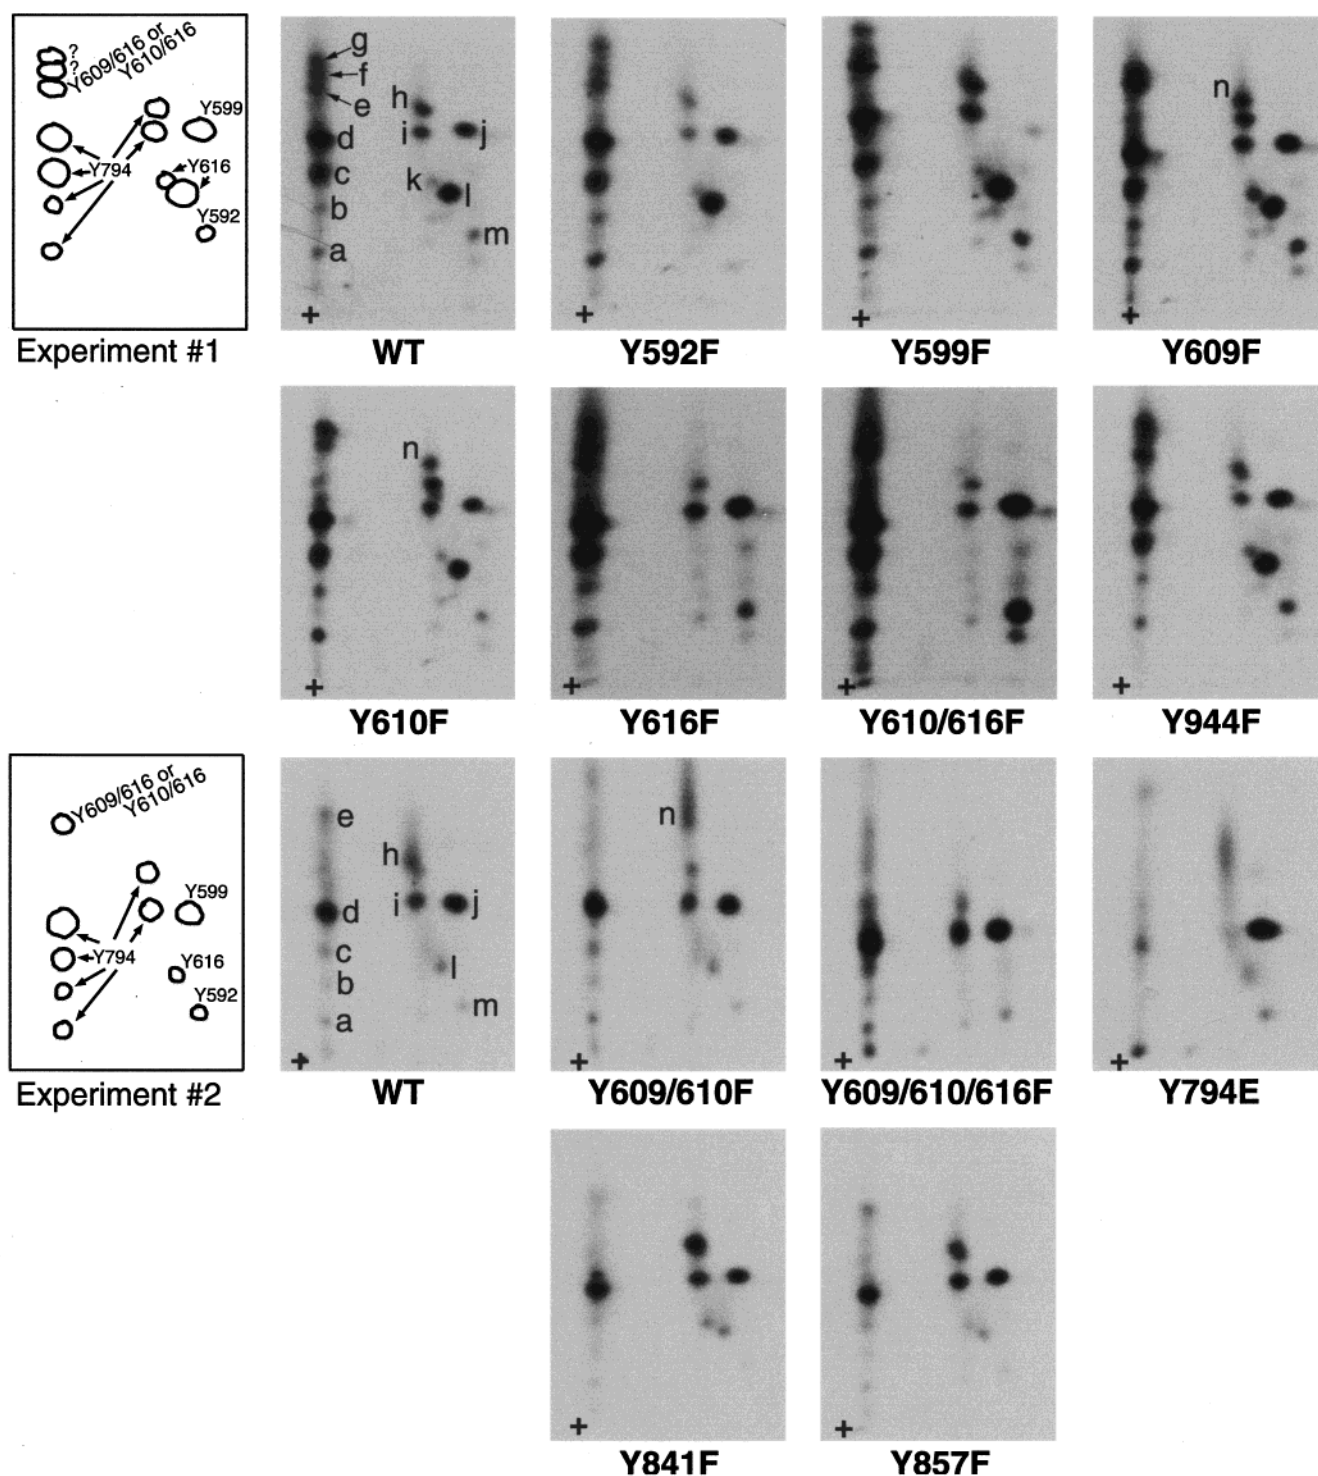 ? Y609/616 or
? Y610/616
Y599
Y794
Y616
Y592
Experiment #1
g
f
e
h
d
i
j
c
k
l
b
m
a
+
WT
+
Y592F
+
Y599F
n
+
Y609F
n
+
Y610F
+
Y616F
+
Y610/616F
+
Y944F
Y609/616 or
Y610/616
Y599
Y794
Y616
Y592
Experiment #2
e
h
i
j
d
c
l
b
m
a
+
WT
n
+
Y609/610F
+
Y609/610/616F
+
Y794E
+
Y841F
+
Y857F